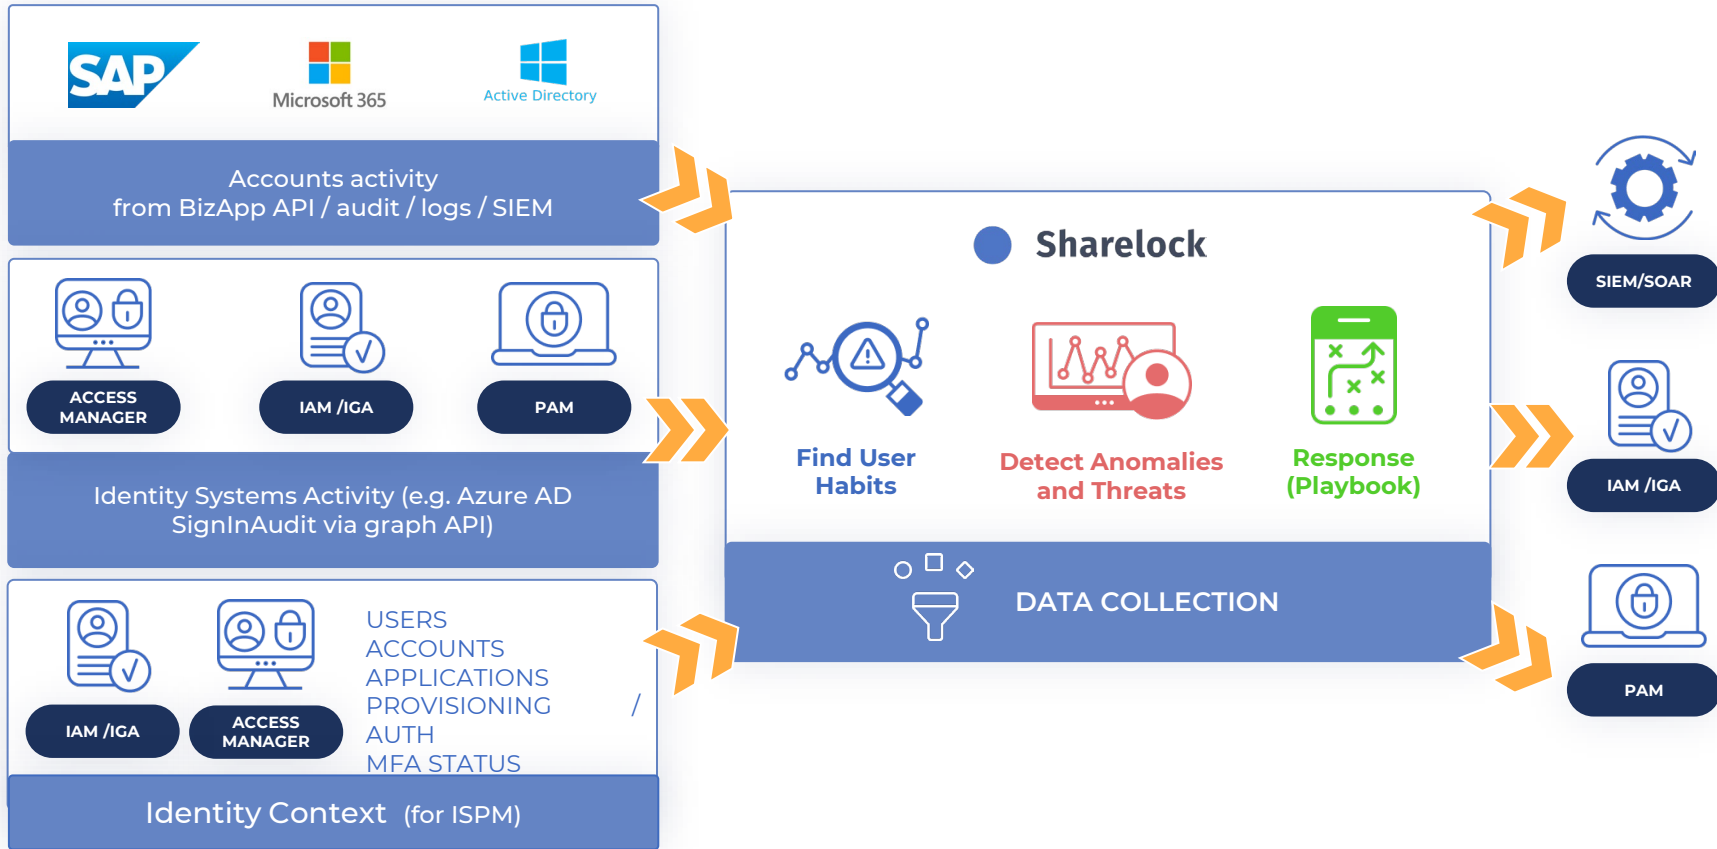 SAP
Microsoft 365
Active Directory
Accounts activity
from BizApp API / audit / logs / SIEM
ACCESS
MANAGER
IAM /IGA
PAM
Identity Systems Activity (e.g. Azure AD
SignInAudit via graph API)
IAM /IGA
ACCESS
MANAGER
USERS
ACCOUNTS
APPLICATIONS
PROVISIONING /
AUTH
MFA STATUS
Identity Context (for ISPM)
Sharelock
Find User
Habits
Detect Anomalies
and Threats
Response
(Playbook)
DATA COLLECTION
SIEM/SOAR
IAM /IGA
PAM